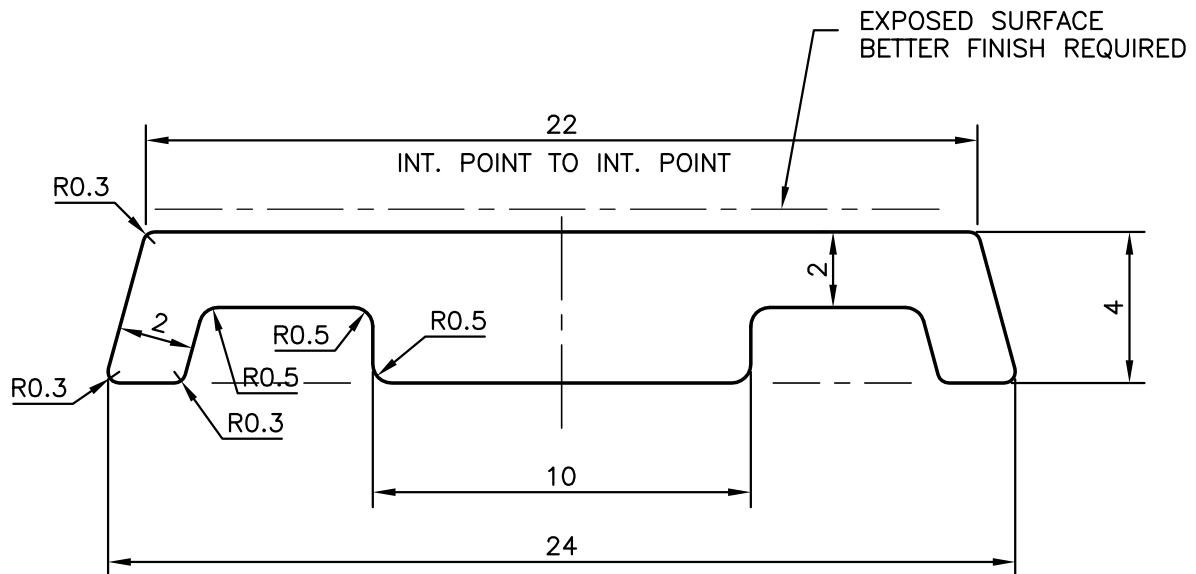 EXPOSED SURFACE
BETTER FINISH REQUIRED
22
INT. POINT TO INT. POINT
R0.3
2
4
2
R0.5
R0.5
R0.5
R0.3
R0.3
10
24